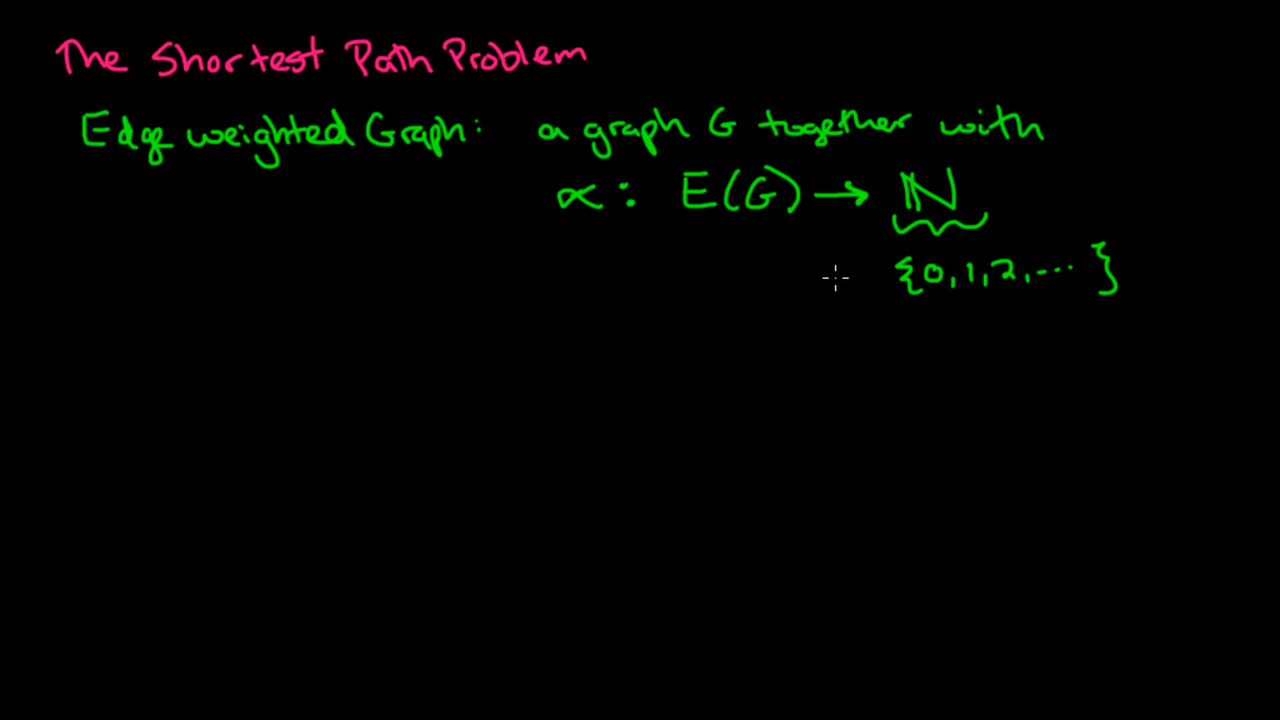 The Shortest Path Problem
Edge weighted Graph: a graph G together with
α: E(G) → ℕ
{0,1,2,...}